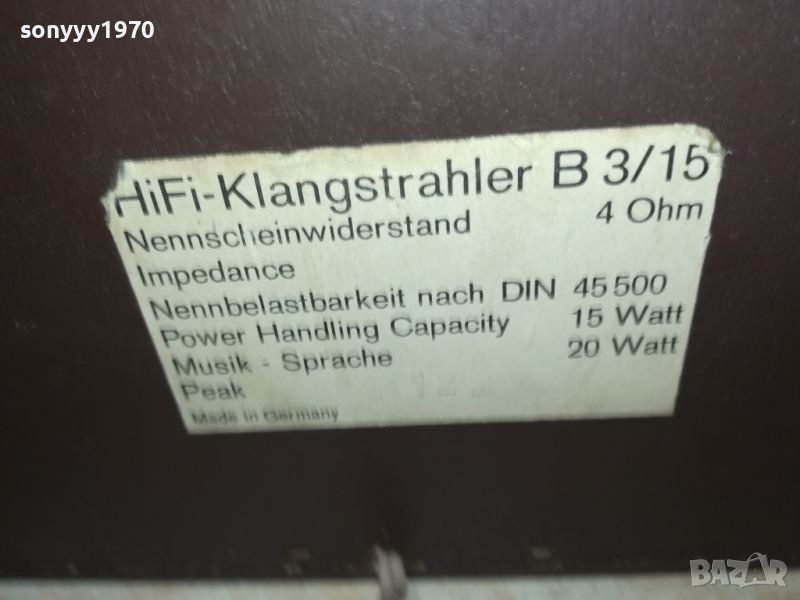 sonyyy1970
HiFi-Klangstrahler B 3/15
Nennscheinwiderstand 4 Ohm
Impedance
Nennbelastbarkeit nach DIN 45 500
Power Handling Capacity 15 Watt
Musik - Sprache 20 Watt
Peak
Made in Germany
BAZAR